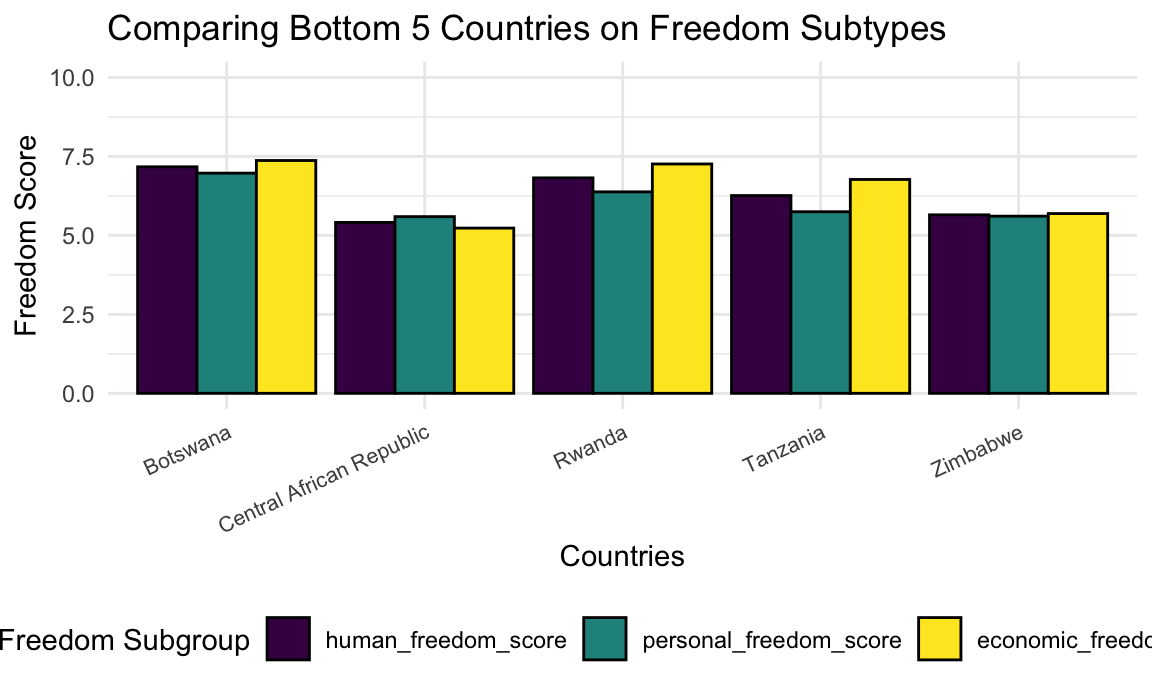 Comparing Bottom 5 Countries on Freedom Subtypes
Freedom Score
10.0
7.5
5.0
2.5
0.0
Botswana
Central African Republic
Rwanda
Tanzania
Zimbabwe
Countries
Freedom Subgroup
human_freedom_score
personal_freedom_score
economic_freedo